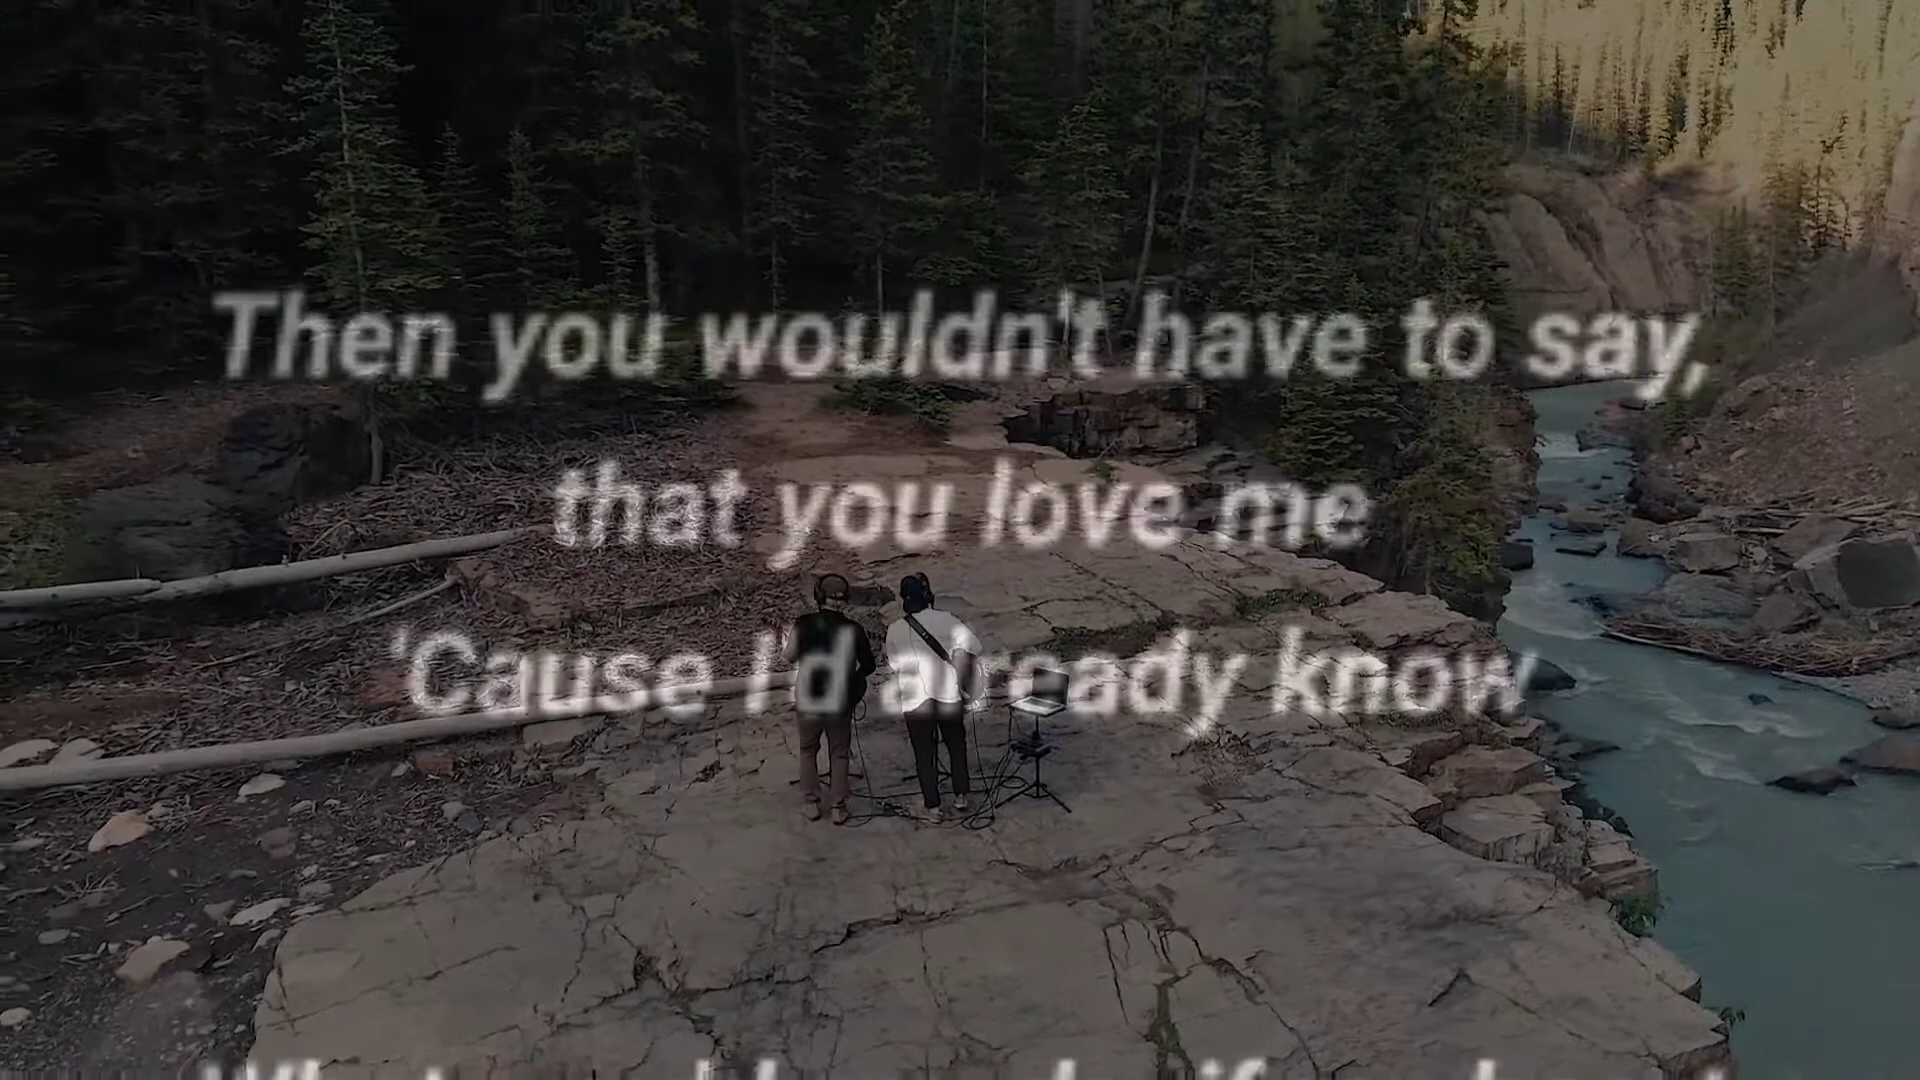 Then you wouldn't have to say,
that you love me
'Cause I'd already know